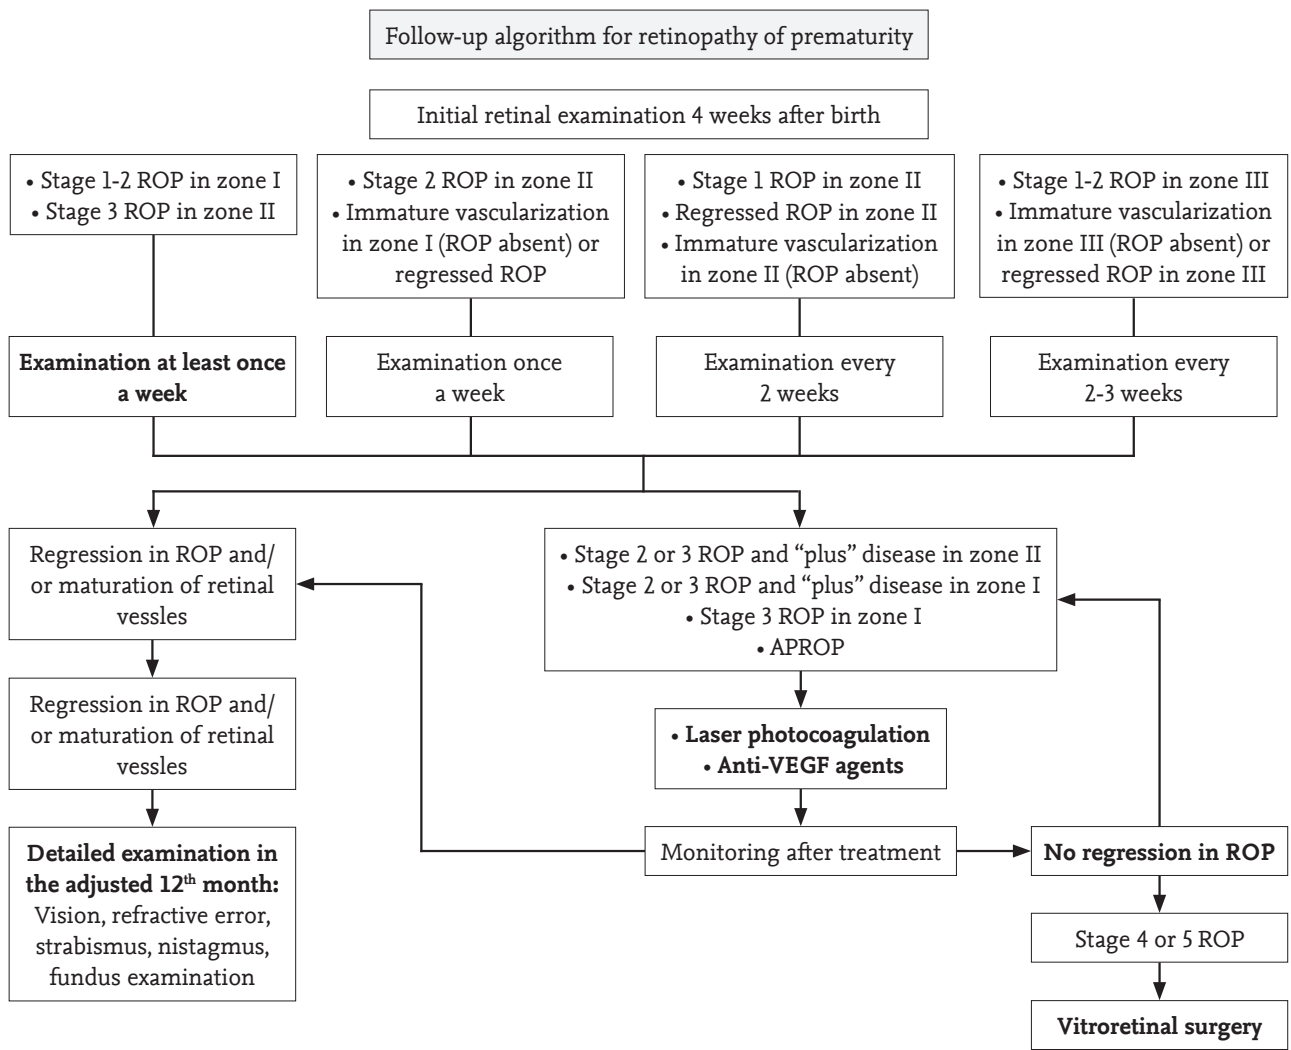 Follow-up algorithm for retinopathy of prematurity
Initial retinal examination 4 weeks after birth
• Stage 1-2 ROP in zone I
• Stage 3 ROP in zone II
• Stage 2 ROP in zone II
• Immature vascularization
in zone I (ROP absent) or
regressed ROP
• Stage 1 ROP in zone II
• Regressed ROP in zone II
• Immature vascularization
in zone II (ROP absent)
• Stage 1-2 ROP in zone III
• Immature vascularization
in zone III (ROP absent) or
regressed ROP in zone III
Examination at least once
a week
Examination once
a week
Examination every
2 weeks
Examination every
2-3 weeks
Regression in ROP and/
or maturation of retinal
vessles
• Stage 2 or 3 ROP and “plus” disease in zone II
• Stage 2 or 3 ROP and “plus” disease in zone I
• Stage 3 ROP in zone I
• APROP
Regression in ROP and/
or maturation of retinal
vessles
• Laser photocoagulation
• Anti-VEGF agents
Detailed examination in
the adjusted 12th month:
Vision, refractive error,
strabismus, nistagmus,
fundus examination
Monitoring after treatment
No regression in ROP
Stage 4 or 5 ROP
Vitroretinal surgery